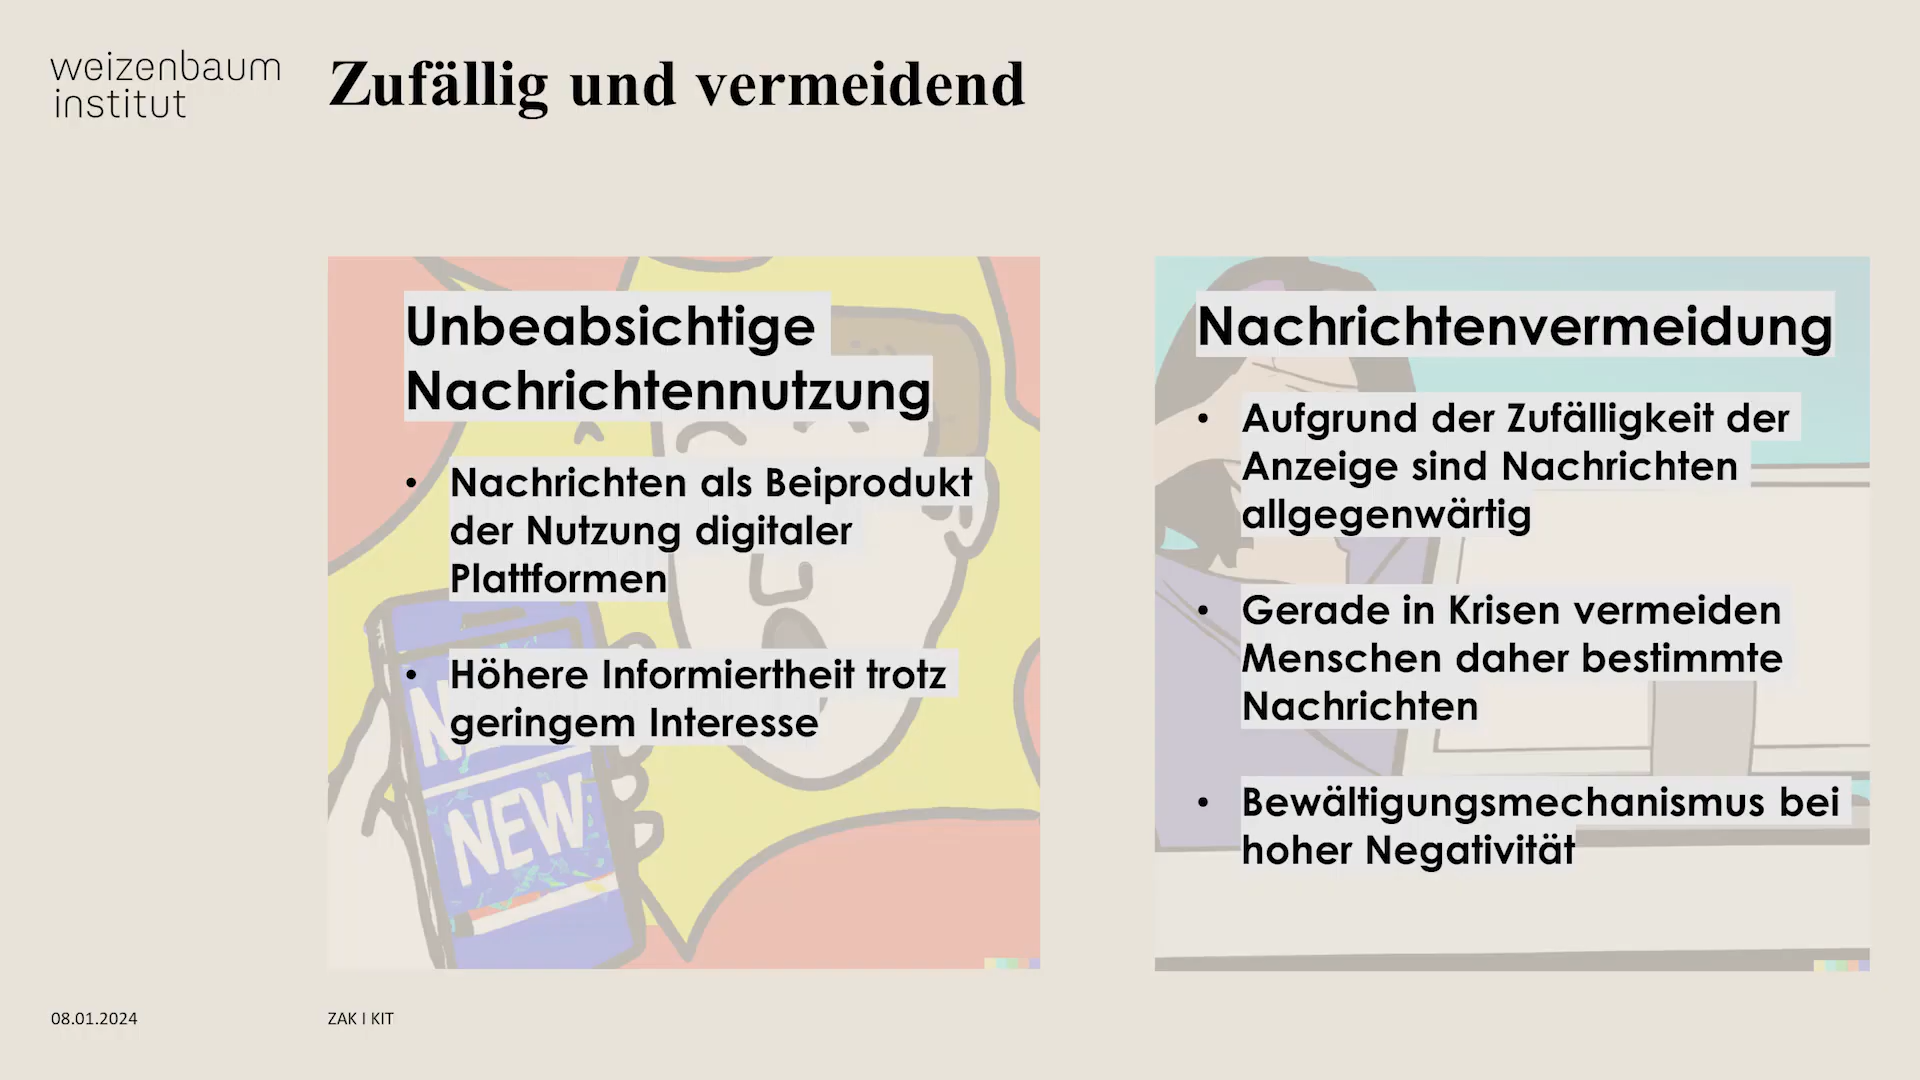 weizenbaum
institut
Zufällig und vermeidend
Unbeabsichtige
Nachrichtennutzung
• Nachrichten als Beiprodukt
der Nutzung digitaler
Plattformen
• Höhere Informiertheit trotz
geringem Interesse
NEW
Nachrichtenvermeidung
• Aufgrund der Zufälligkeit der
Anzeige sind Nachrichten
allgegenwärtig
• Gerade in Krisen vermeiden
Menschen daher bestimmte
Nachrichten
• Bewältigungsmechanismus bei
hoher Negativität
08.01.2024
ZAK I KIT